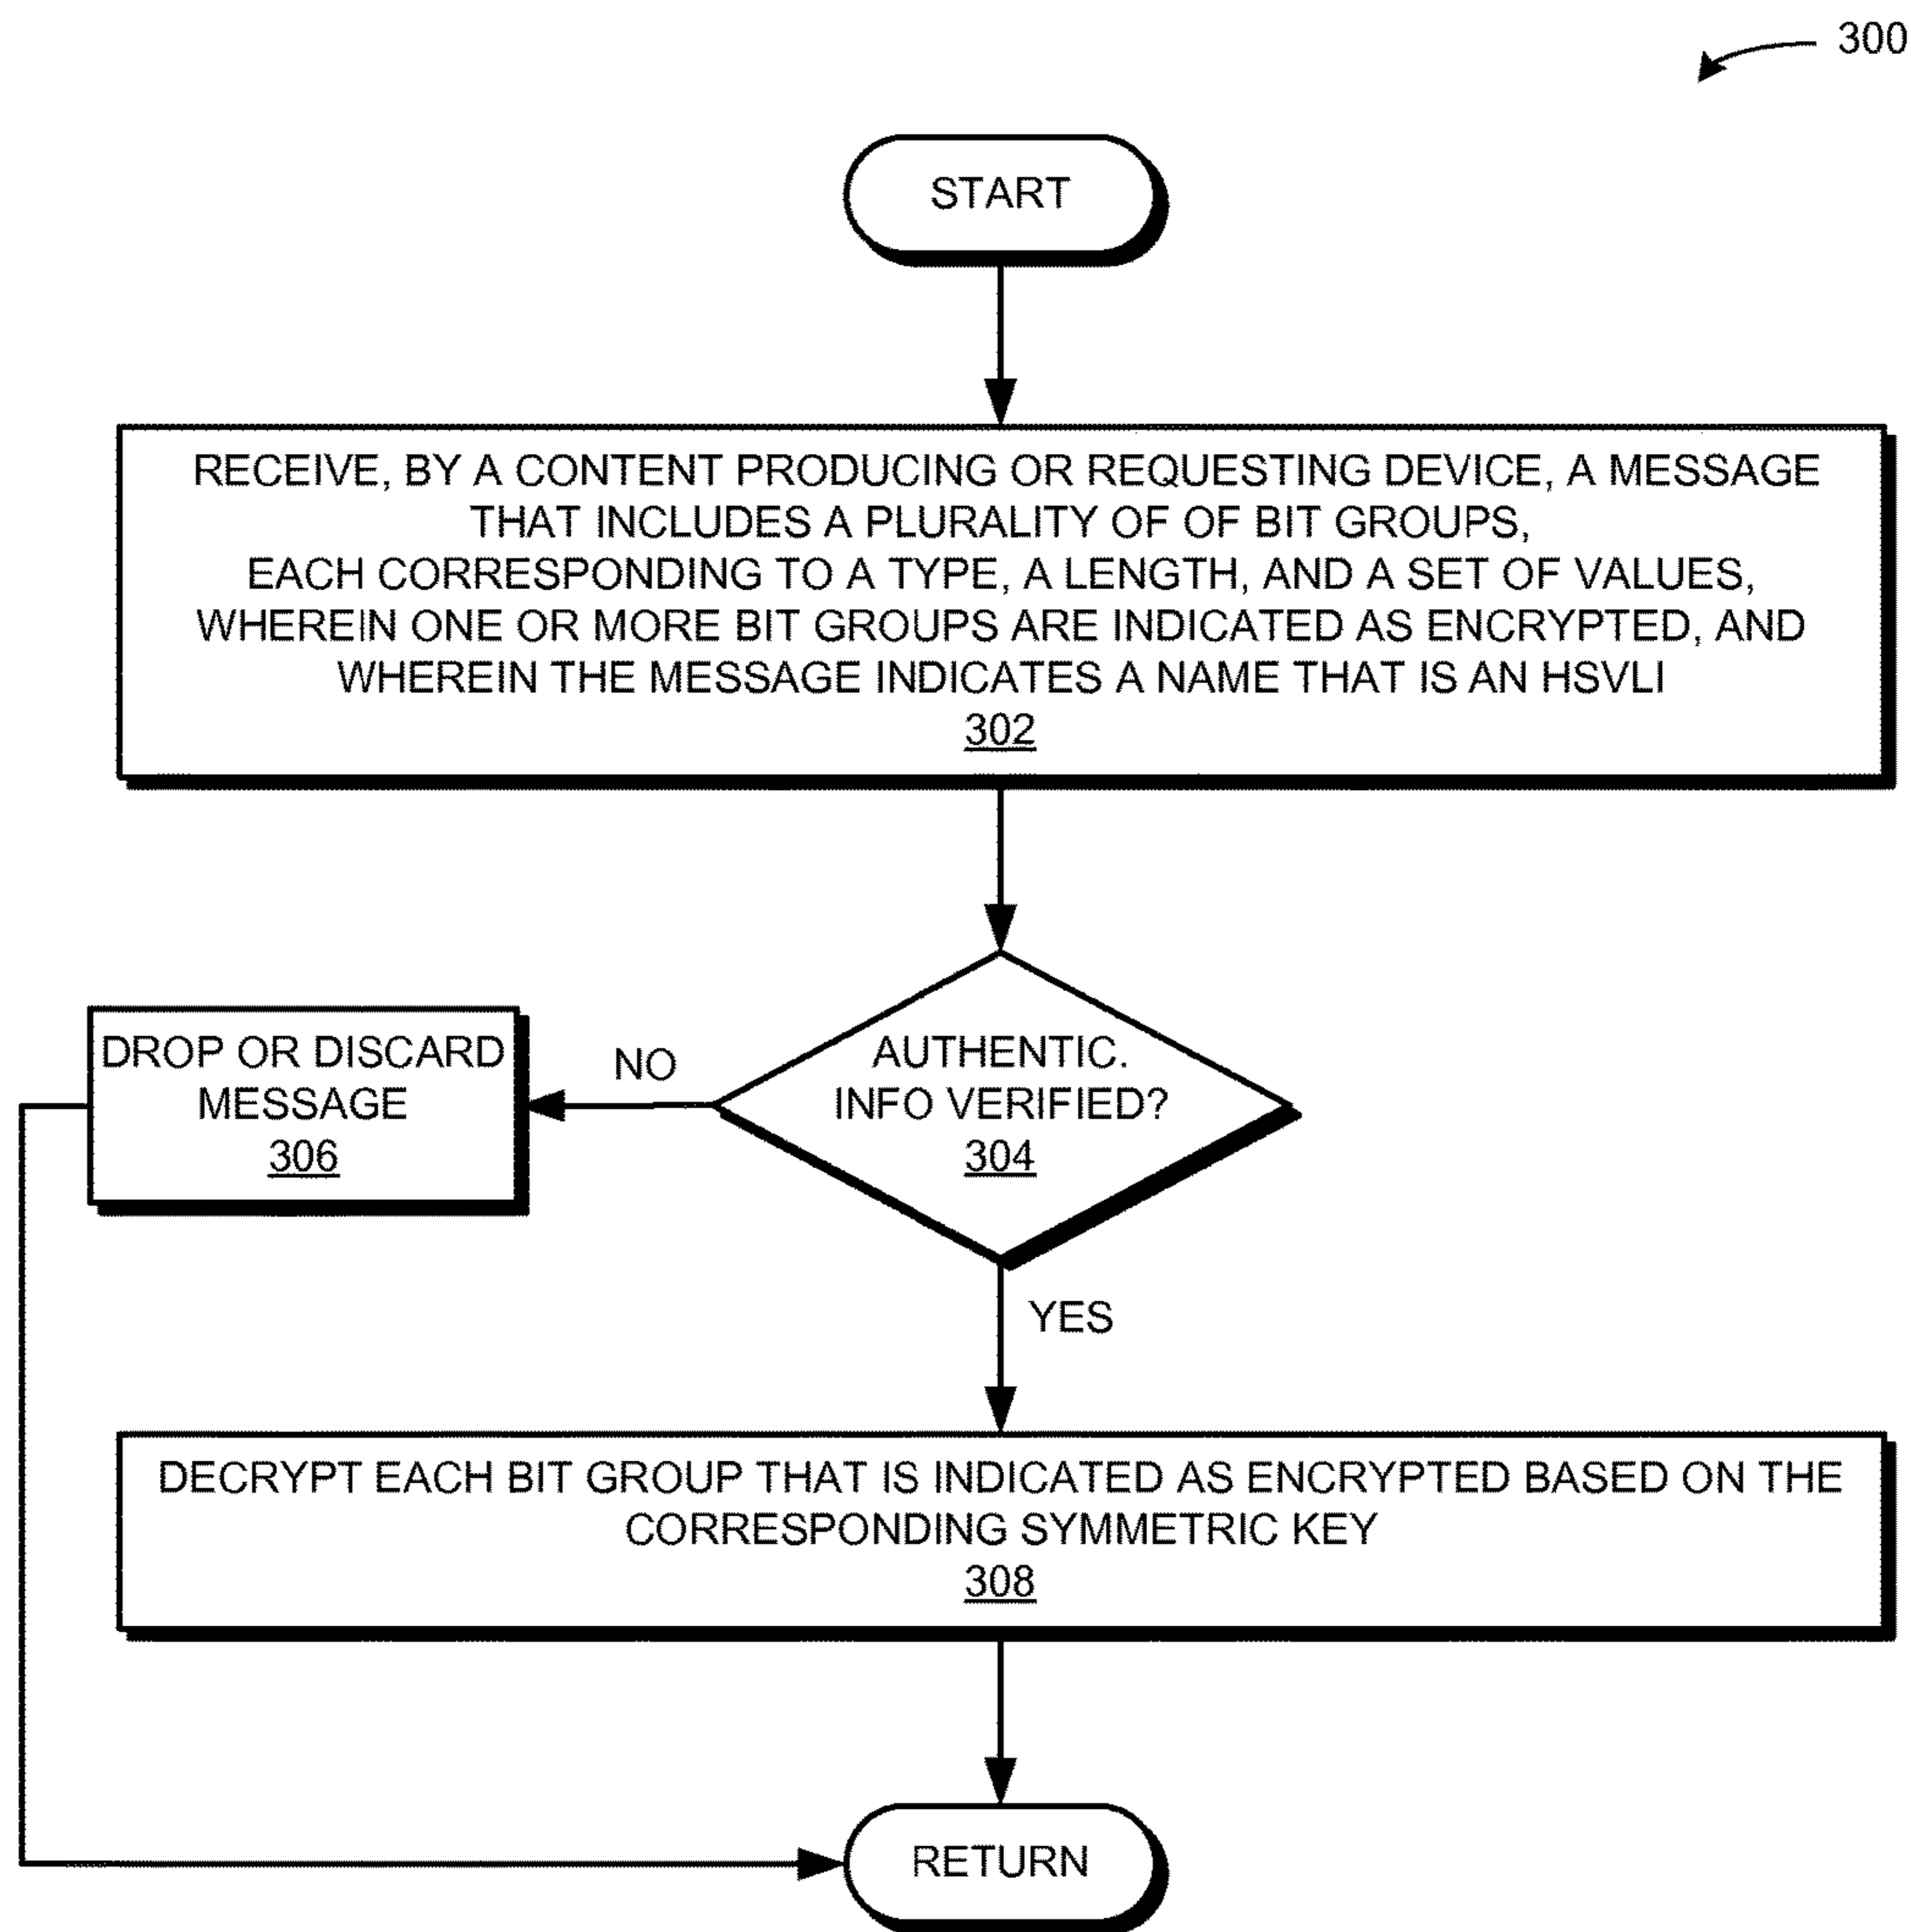 300
START
RECEIVE, BY A CONTENT PRODUCING OR REQUESTING DEVICE, A MESSAGE
THAT INCLUDES A PLURALITY OF OF BIT GROUPS,
EACH CORRESPONDING TO A TYPE, A LENGTH, AND A SET OF VALUES,
WHEREIN ONE OR MORE BIT GROUPS ARE INDICATED AS ENCRYPTED, AND
WHEREIN THE MESSAGE INDICATES A NAME THAT IS AN HSVLI
302
AUTHENTIC.
INFO VERIFIED?
304
NO
DROP OR DISCARD
MESSAGE
306
YES
DECRYPT EACH BIT GROUP THAT IS INDICATED AS ENCRYPTED BASED ON THE
CORRESPONDING SYMMETRIC KEY
308
RETURN